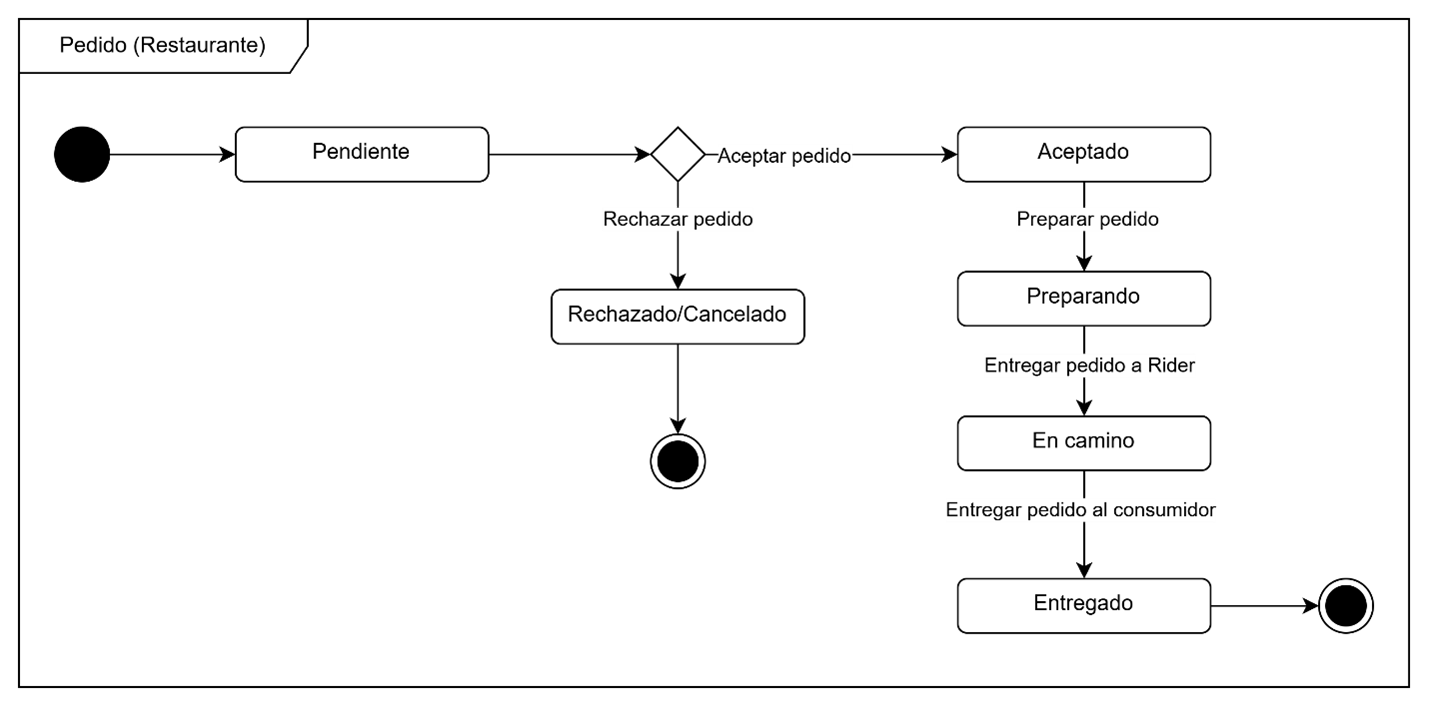 Pedido (Restaurante)
Pendiente
Aceptar pedido
Aceptado
Rechazar pedido
Preparar pedido
Rechazado/Cancelado
Preparando
Entregar pedido a Rider
En camino
Entregar pedido al consumidor
Entregado